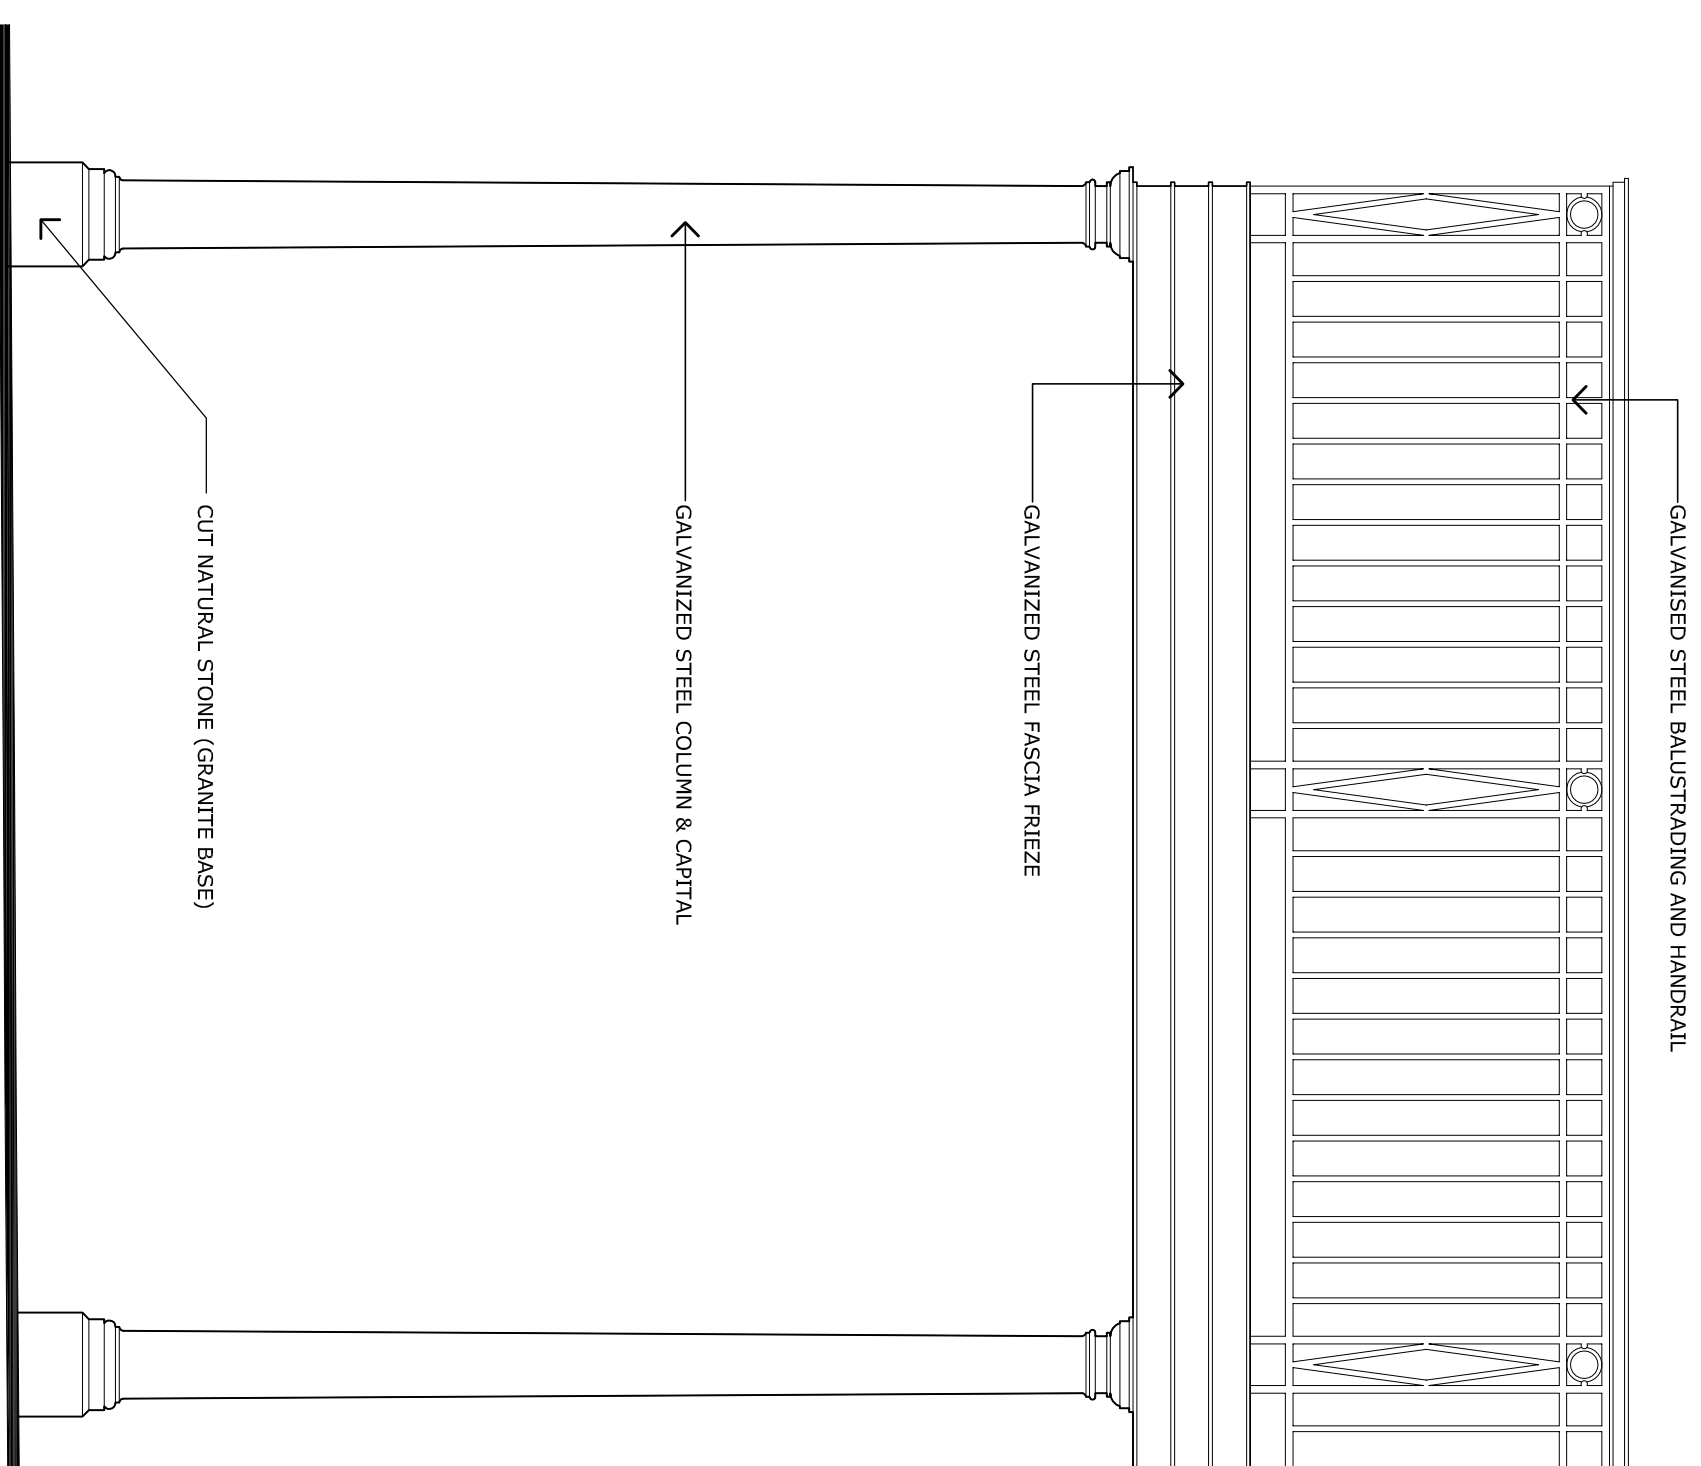 GALVANISED STEEL BALUSTRADING AND HANDRAIL
GALVANIZED STEEL FASCIA FRIEZE
GALVANIZED STEEL COLUMN & CAPITAL
CUT NATURAL STONE (GRANITE BASE)